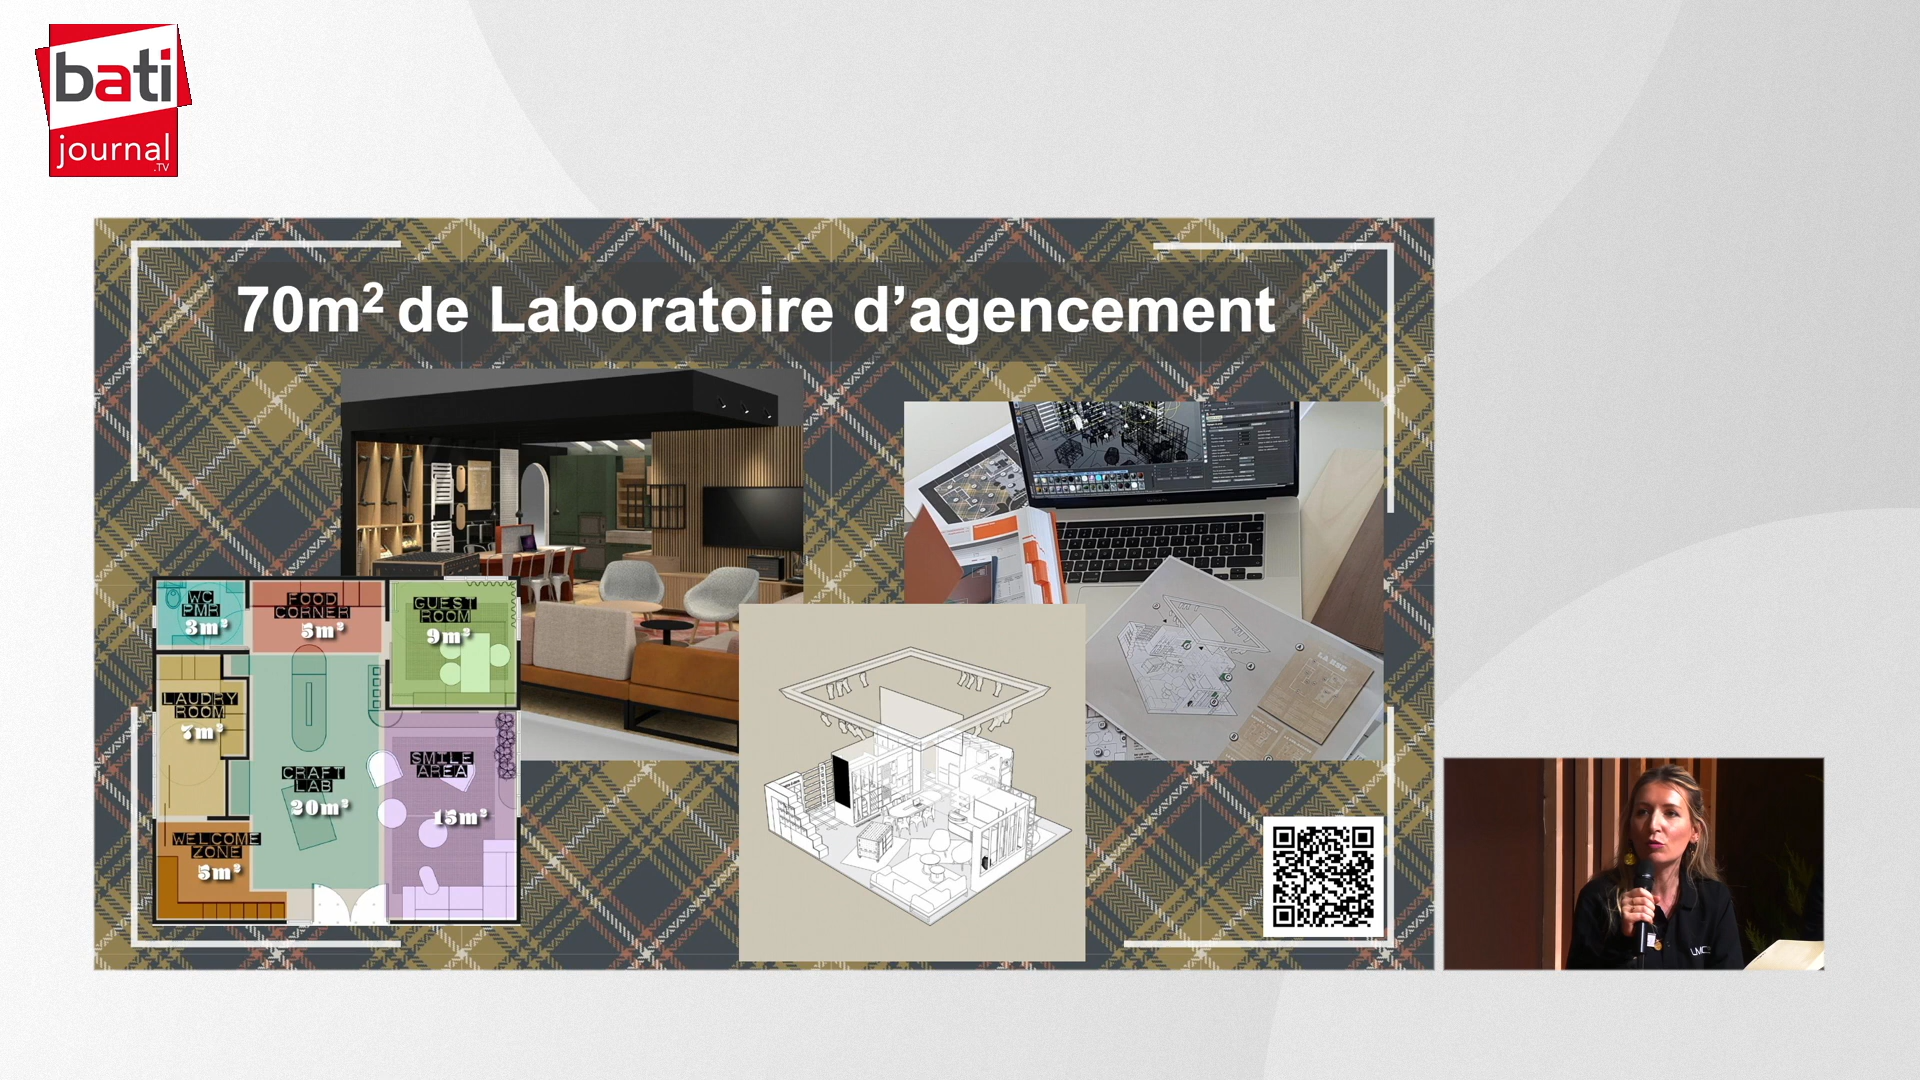 bati
journal
.TV
70m² de Laboratoire d’agencement
WC
PMR
3m²
FOOD
CORNER
5m²
GUEST
ROOM
9m²
LAUDRY
ROOM
7m²
CRAFT
LAB
20m²
SMILE
AREA
15m²
WELCOME
ZONE
5m²